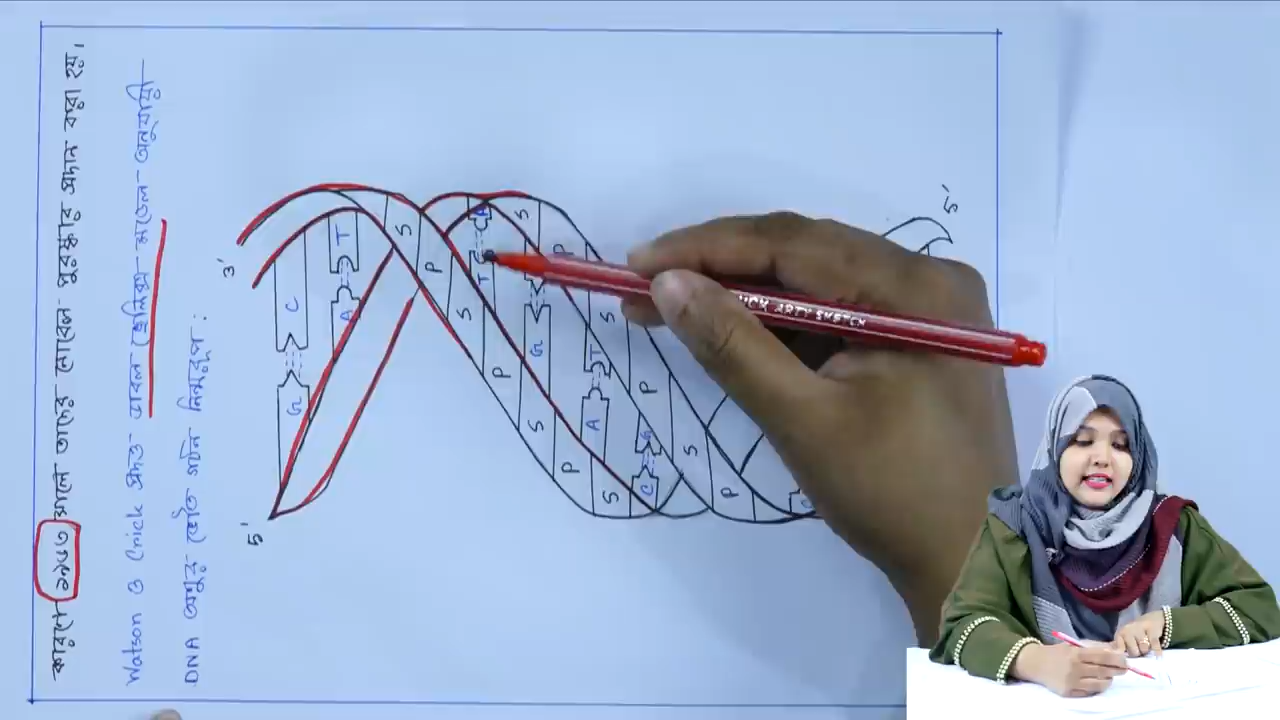 কারণে ১৯৬৩ সালে তাদের নোবেল পুরস্কার প্রদান করা হয়।
Watson ও Crick প্রদত্ত ডাবল হেলিক্স মডেল অনুযায়ী
DNA অণুর ভৌত গঠন নিম্নরূপ :
3'
5'
5'
C
G
T
A
S
P
S
P
S
P
S
A
T
G
S
P
S
P
S
P
T
A
G
C
ARTY SKETCH